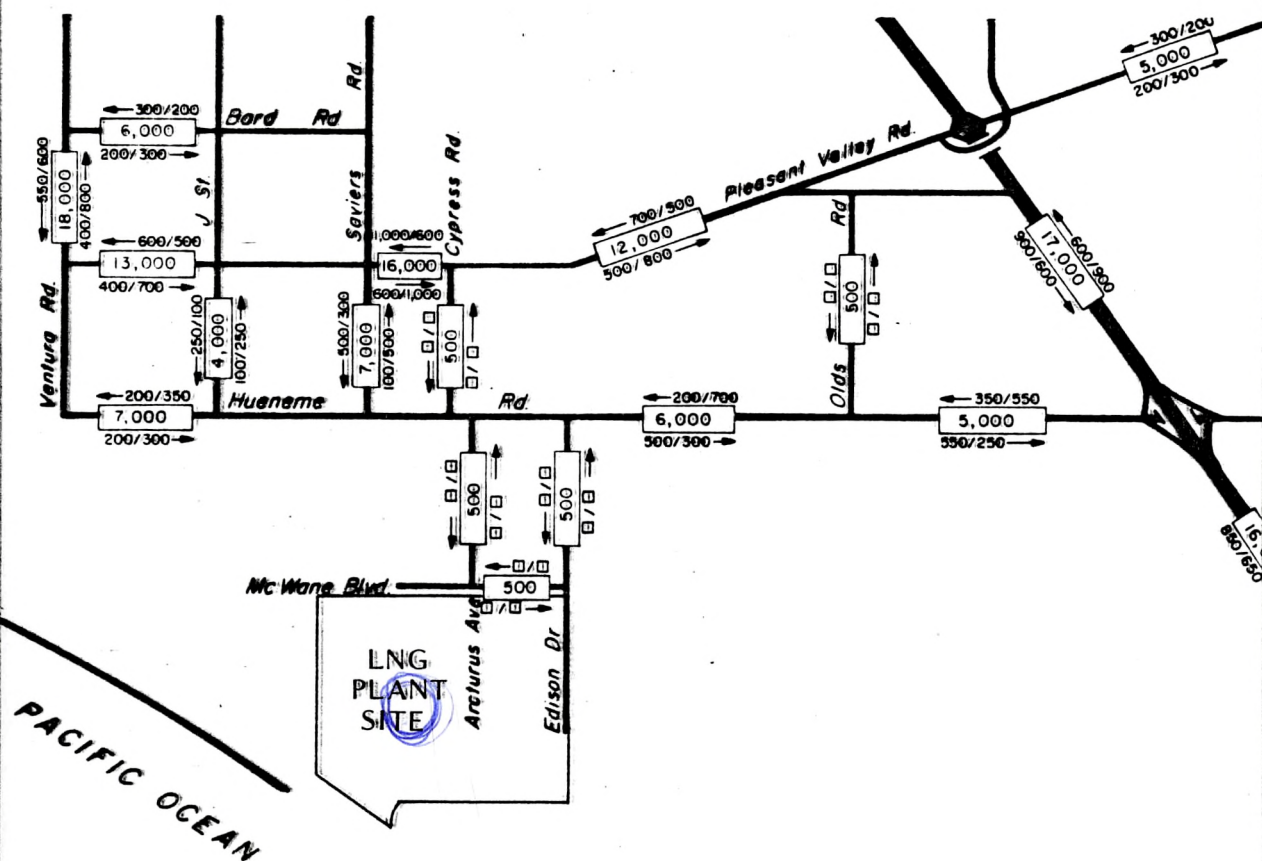 300/200
5,000
200/300
300/200
6,000
200/300
Bard Rd
Rd.
550/600
18,000
400/800
J St.
Saviers
Cypress Rd.
Pleasant Valley Rd.
700/500
12,000
500/800
600/500
13,000
400/700
1,000/600
16,000
600/1,000
Rd
500
600/900
17,000
900/600
Ventura Rd.
250/100
4,000
100/250
500/300
7,000
100/500
500
Olds
200/350
7,000
200/300
Hueneme Rd.
200/700
6,000
500/300
350/550
5,000
550/250
500
500
16,
850/650
Mc Wane Blvd.
500
Arcturus Ave
Edison Dr
LNG
PLANT
SITE
PACIFIC OCEAN